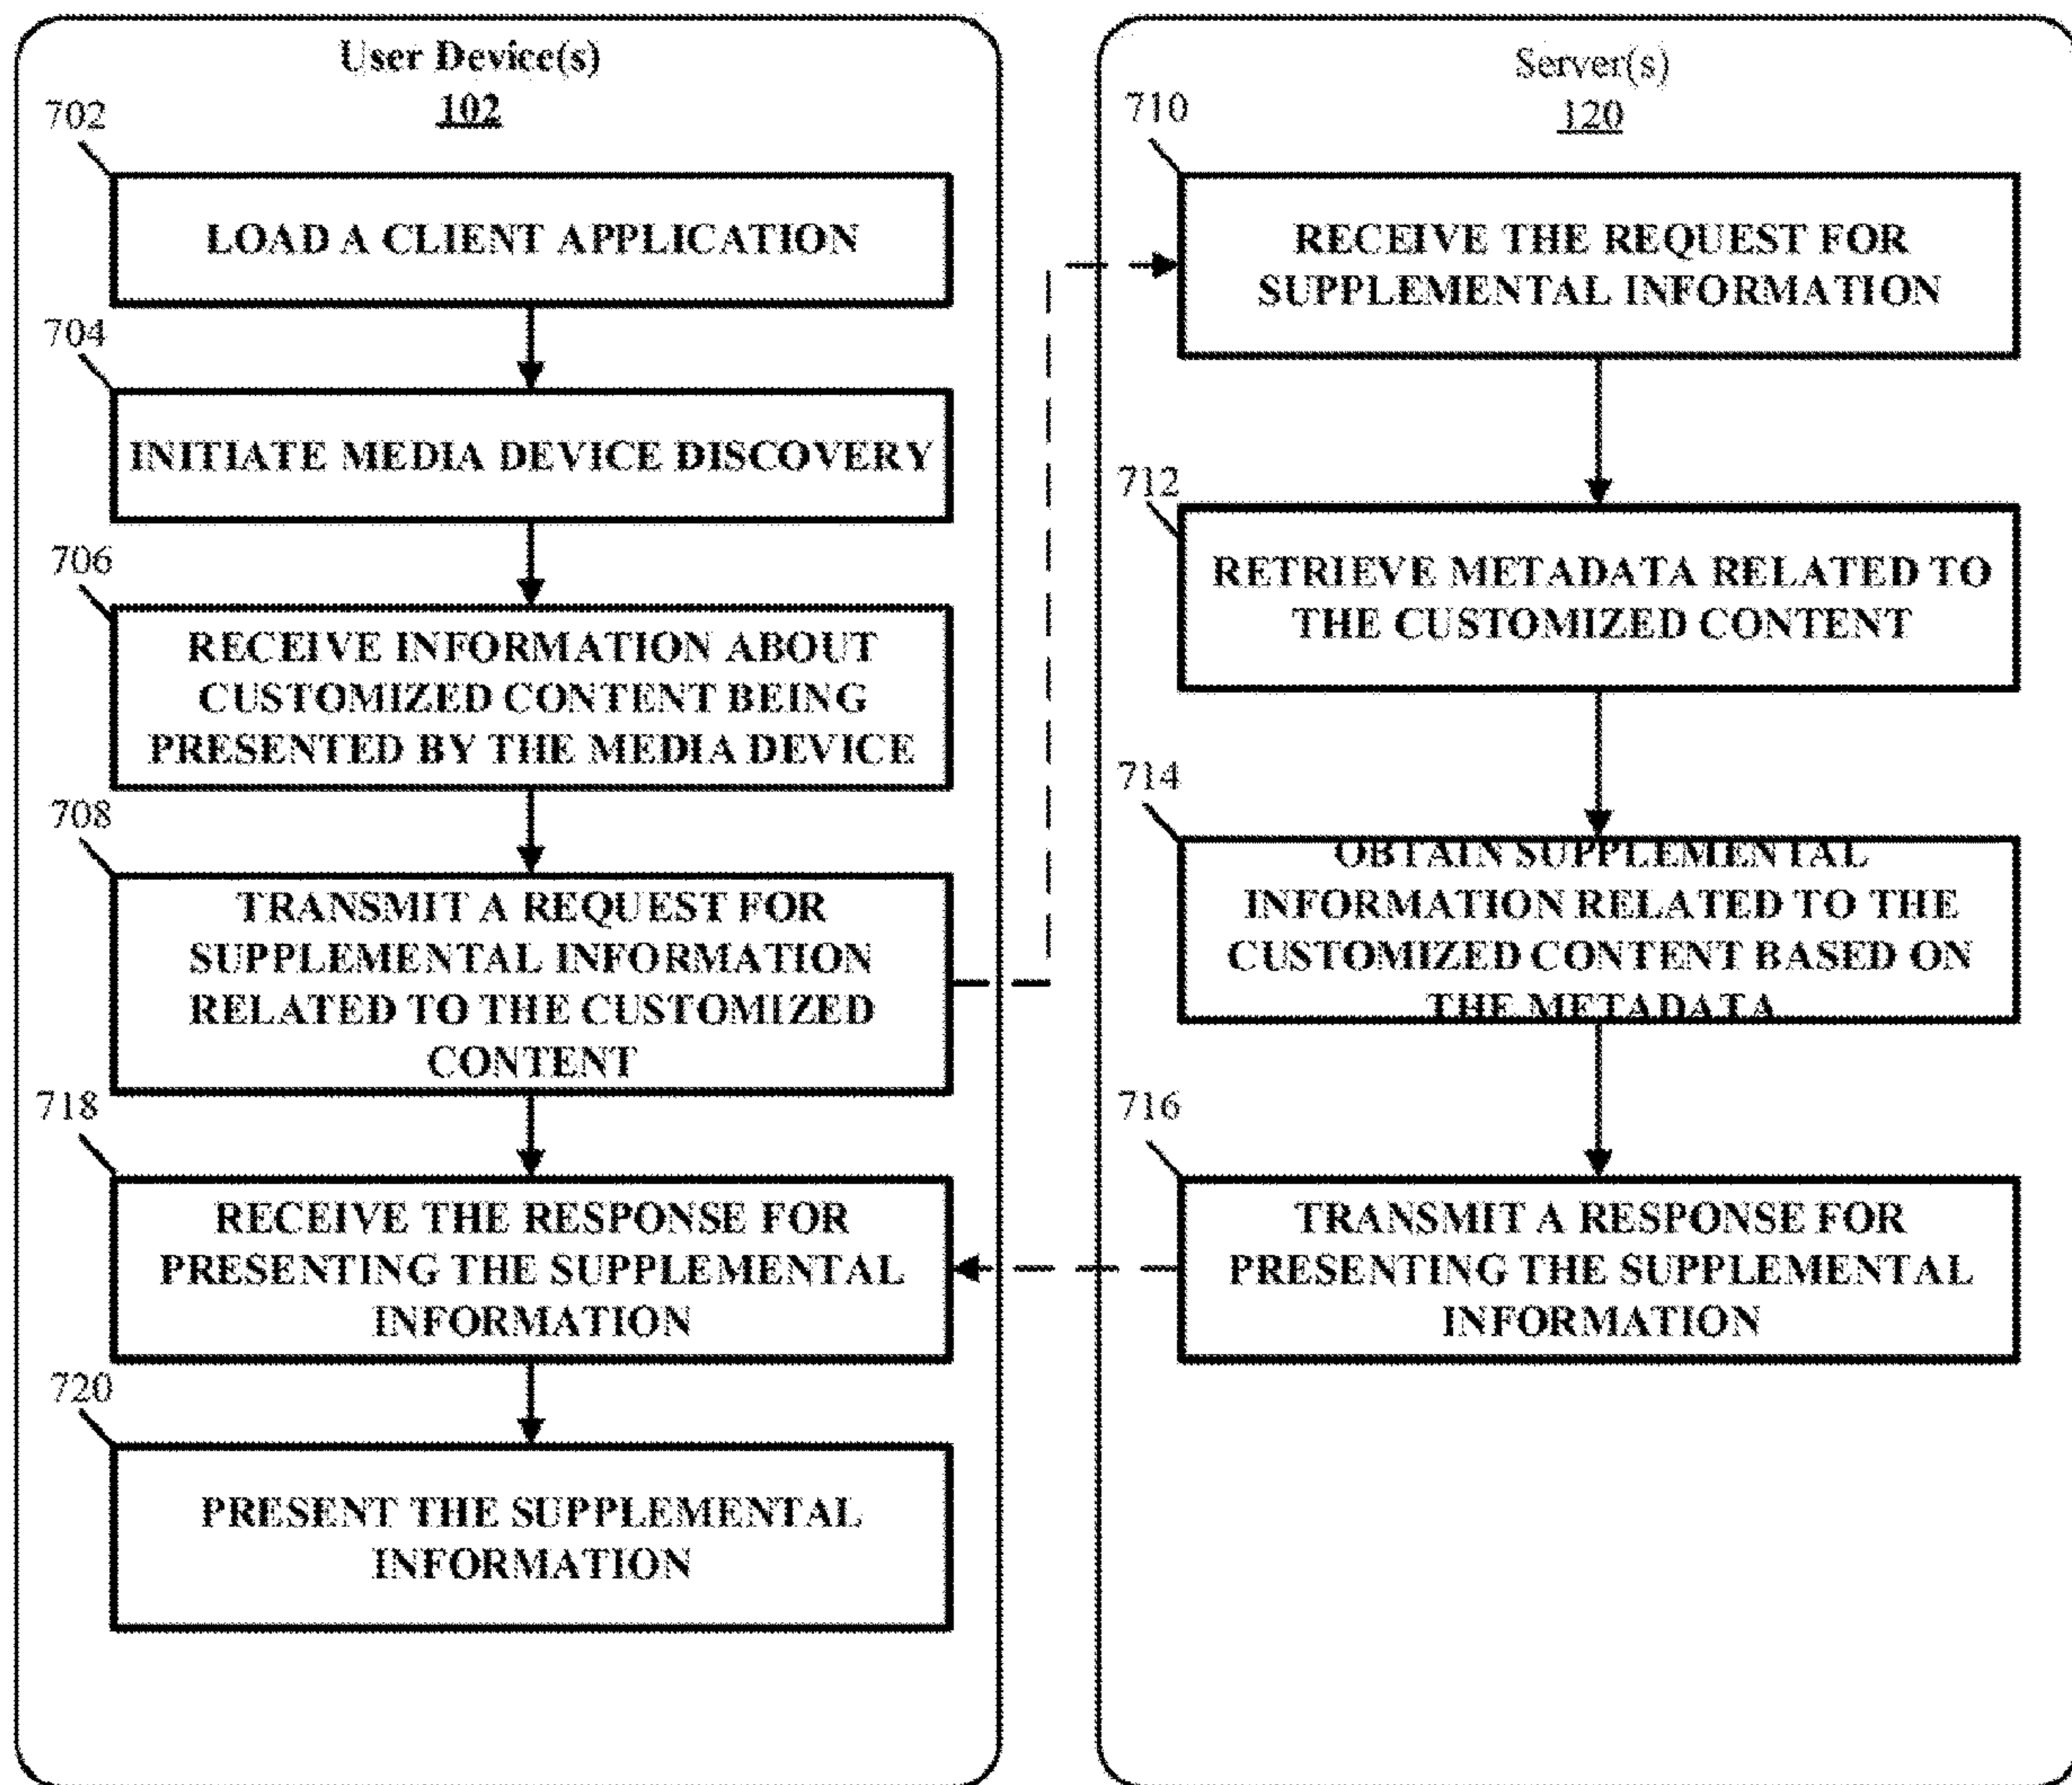 User Device(s)
102
702
LOAD A CLIENT APPLICATION
704
INITIATE MEDIA DEVICE DISCOVERY
706
RECEIVE INFORMATION ABOUT
CUSTOMIZED CONTENT BEING
PRESENTED BY THE MEDIA DEVICE
708
TRANSMIT A REQUEST FOR
SUPPLEMENTAL INFORMATION
RELATED TO THE CUSTOMIZED
CONTENT
718
RECEIVE THE RESPONSE FOR
PRESENTING THE SUPPLEMENTAL
INFORMATION
720
PRESENT THE SUPPLEMENTAL
INFORMATION
Server(s)
120
710
RECEIVE THE REQUEST FOR
SUPPLEMENTAL INFORMATION
712
RETRIEVE METADATA RELATED TO
THE CUSTOMIZED CONTENT
714
OBTAIN SUPPLEMENTAL
INFORMATION RELATED TO THE
CUSTOMIZED CONTENT BASED ON
THE METADATA
716
TRANSMIT A RESPONSE FOR
PRESENTING THE SUPPLEMENTAL
INFORMATION